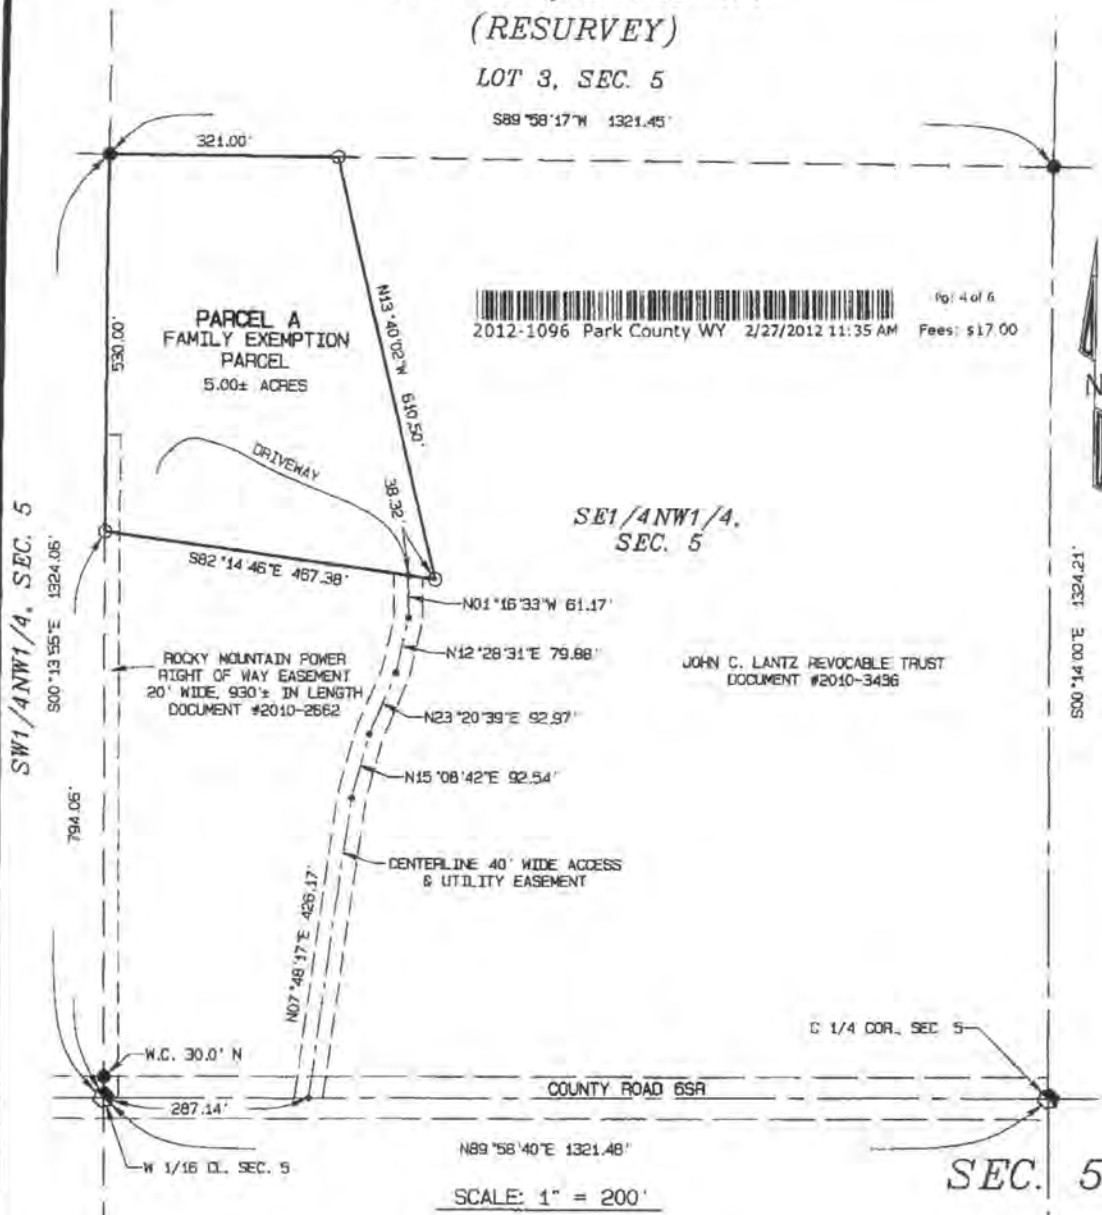 (RESURVEY)
LOT 3, SEC. 5
S89°58'17"W 1321.45'
321.00'
530.00'
PARCEL A
FAMILY EXEMPTION
PARCEL
5.00± ACRES
N13°40'02"W 610.50'
2012-1096 Park County WY 2/27/2012 11:35 AM Fees: $17.00
Pg: 4 of 6
N
DRIVEWAY
38.32'
SE1/4NW1/4,
SEC. 5
S82°14'46"E 467.38'
SW1/4NW1/4, SEC. 5
S00°13'55"E 1324.06'
S00°14'00"E 1324.21'
N01°16'33"W 61.17'
N12°28'31"E 79.88'
ROCKY MOUNTAIN POWER
RIGHT OF WAY EASEMENT
20' WIDE, 930'± IN LENGTH
DOCUMENT #2010-2662
JOHN C. LANTZ REVOCABLE TRUST
DOCUMENT #2010-3436
N23°20'39"E 92.97'
N15°08'42"E 92.54'
794.06'
CENTERLINE 40' WIDE ACCESS
& UTILITY EASEMENT
N07°48'17"E 426.17'
C 1/4 COR., SEC 5
W.C. 30.0' N
COUNTY ROAD 6SR
287.14'
N89°58'40"E 1321.48'
W 1/16 CL. SEC. 5
SEC. 5
SCALE: 1" = 200'